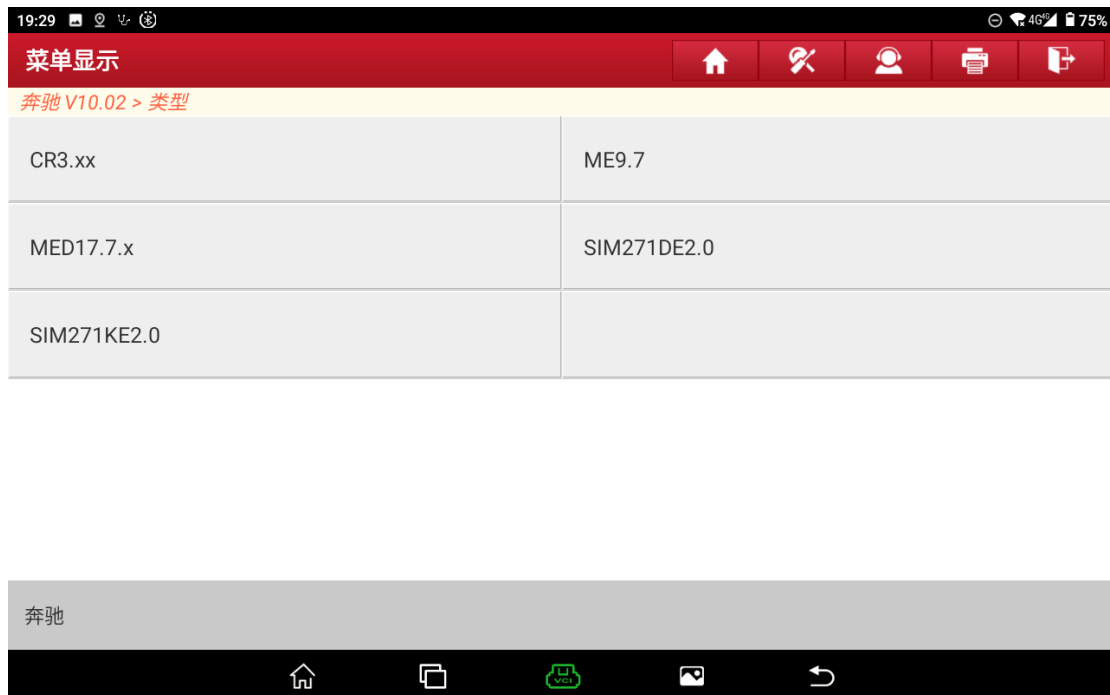 19:29 4G 4G 75%
菜单显示
奔驰 V10.02 > 类型
CR3.xx ME9.7
MED17.7.x SIM271DE2.0
SIM271KE2.0
奔驰
VCI